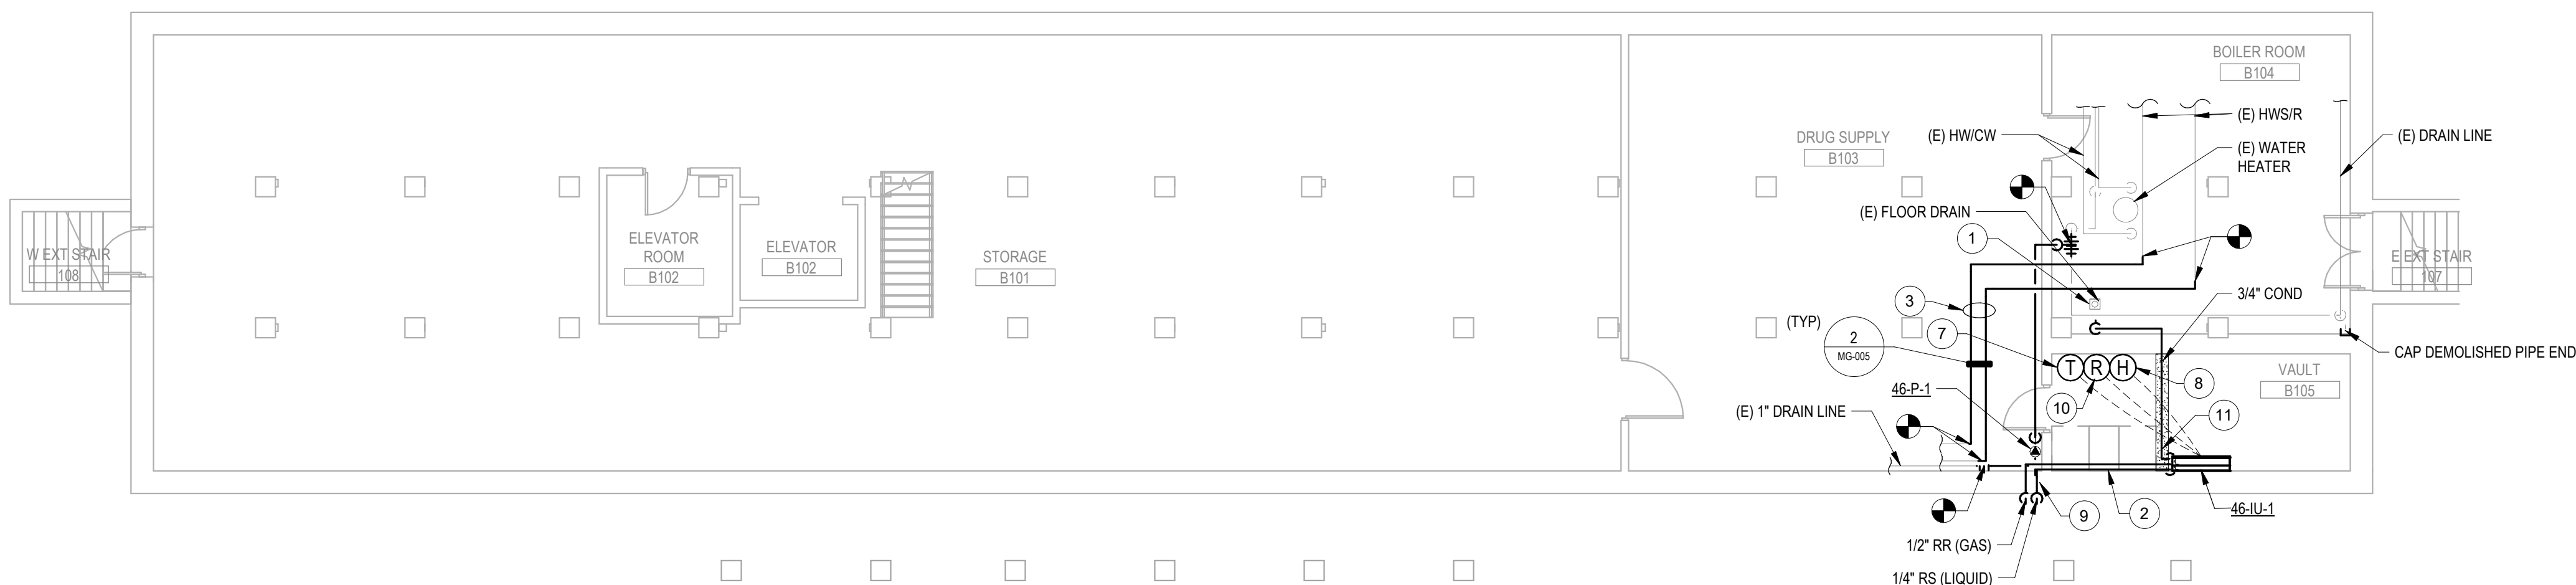 BOILER ROOM
B104
(E) HWS/R
(E) HW/CW
(E) DRAIN LINE
DRUG SUPPLY
B103
(E) WATER
HEATER
(E) FLOOR DRAIN
1
W EXT STAIR
108
ELEVATOR
ROOM
B102
ELEVATOR
B102
STORAGE
B101
E EXT STAIR
107
3/4" COND
3
(TYP)
2
MG-005
7
CAP DEMOLISHED PIPE END
T
R
H
8
VAULT
B105
46-P-1
10
(E) 1" DRAIN LINE
11
46-IU-1
9
2
1/2" RR (GAS)
1/4" RS (LIQUID)